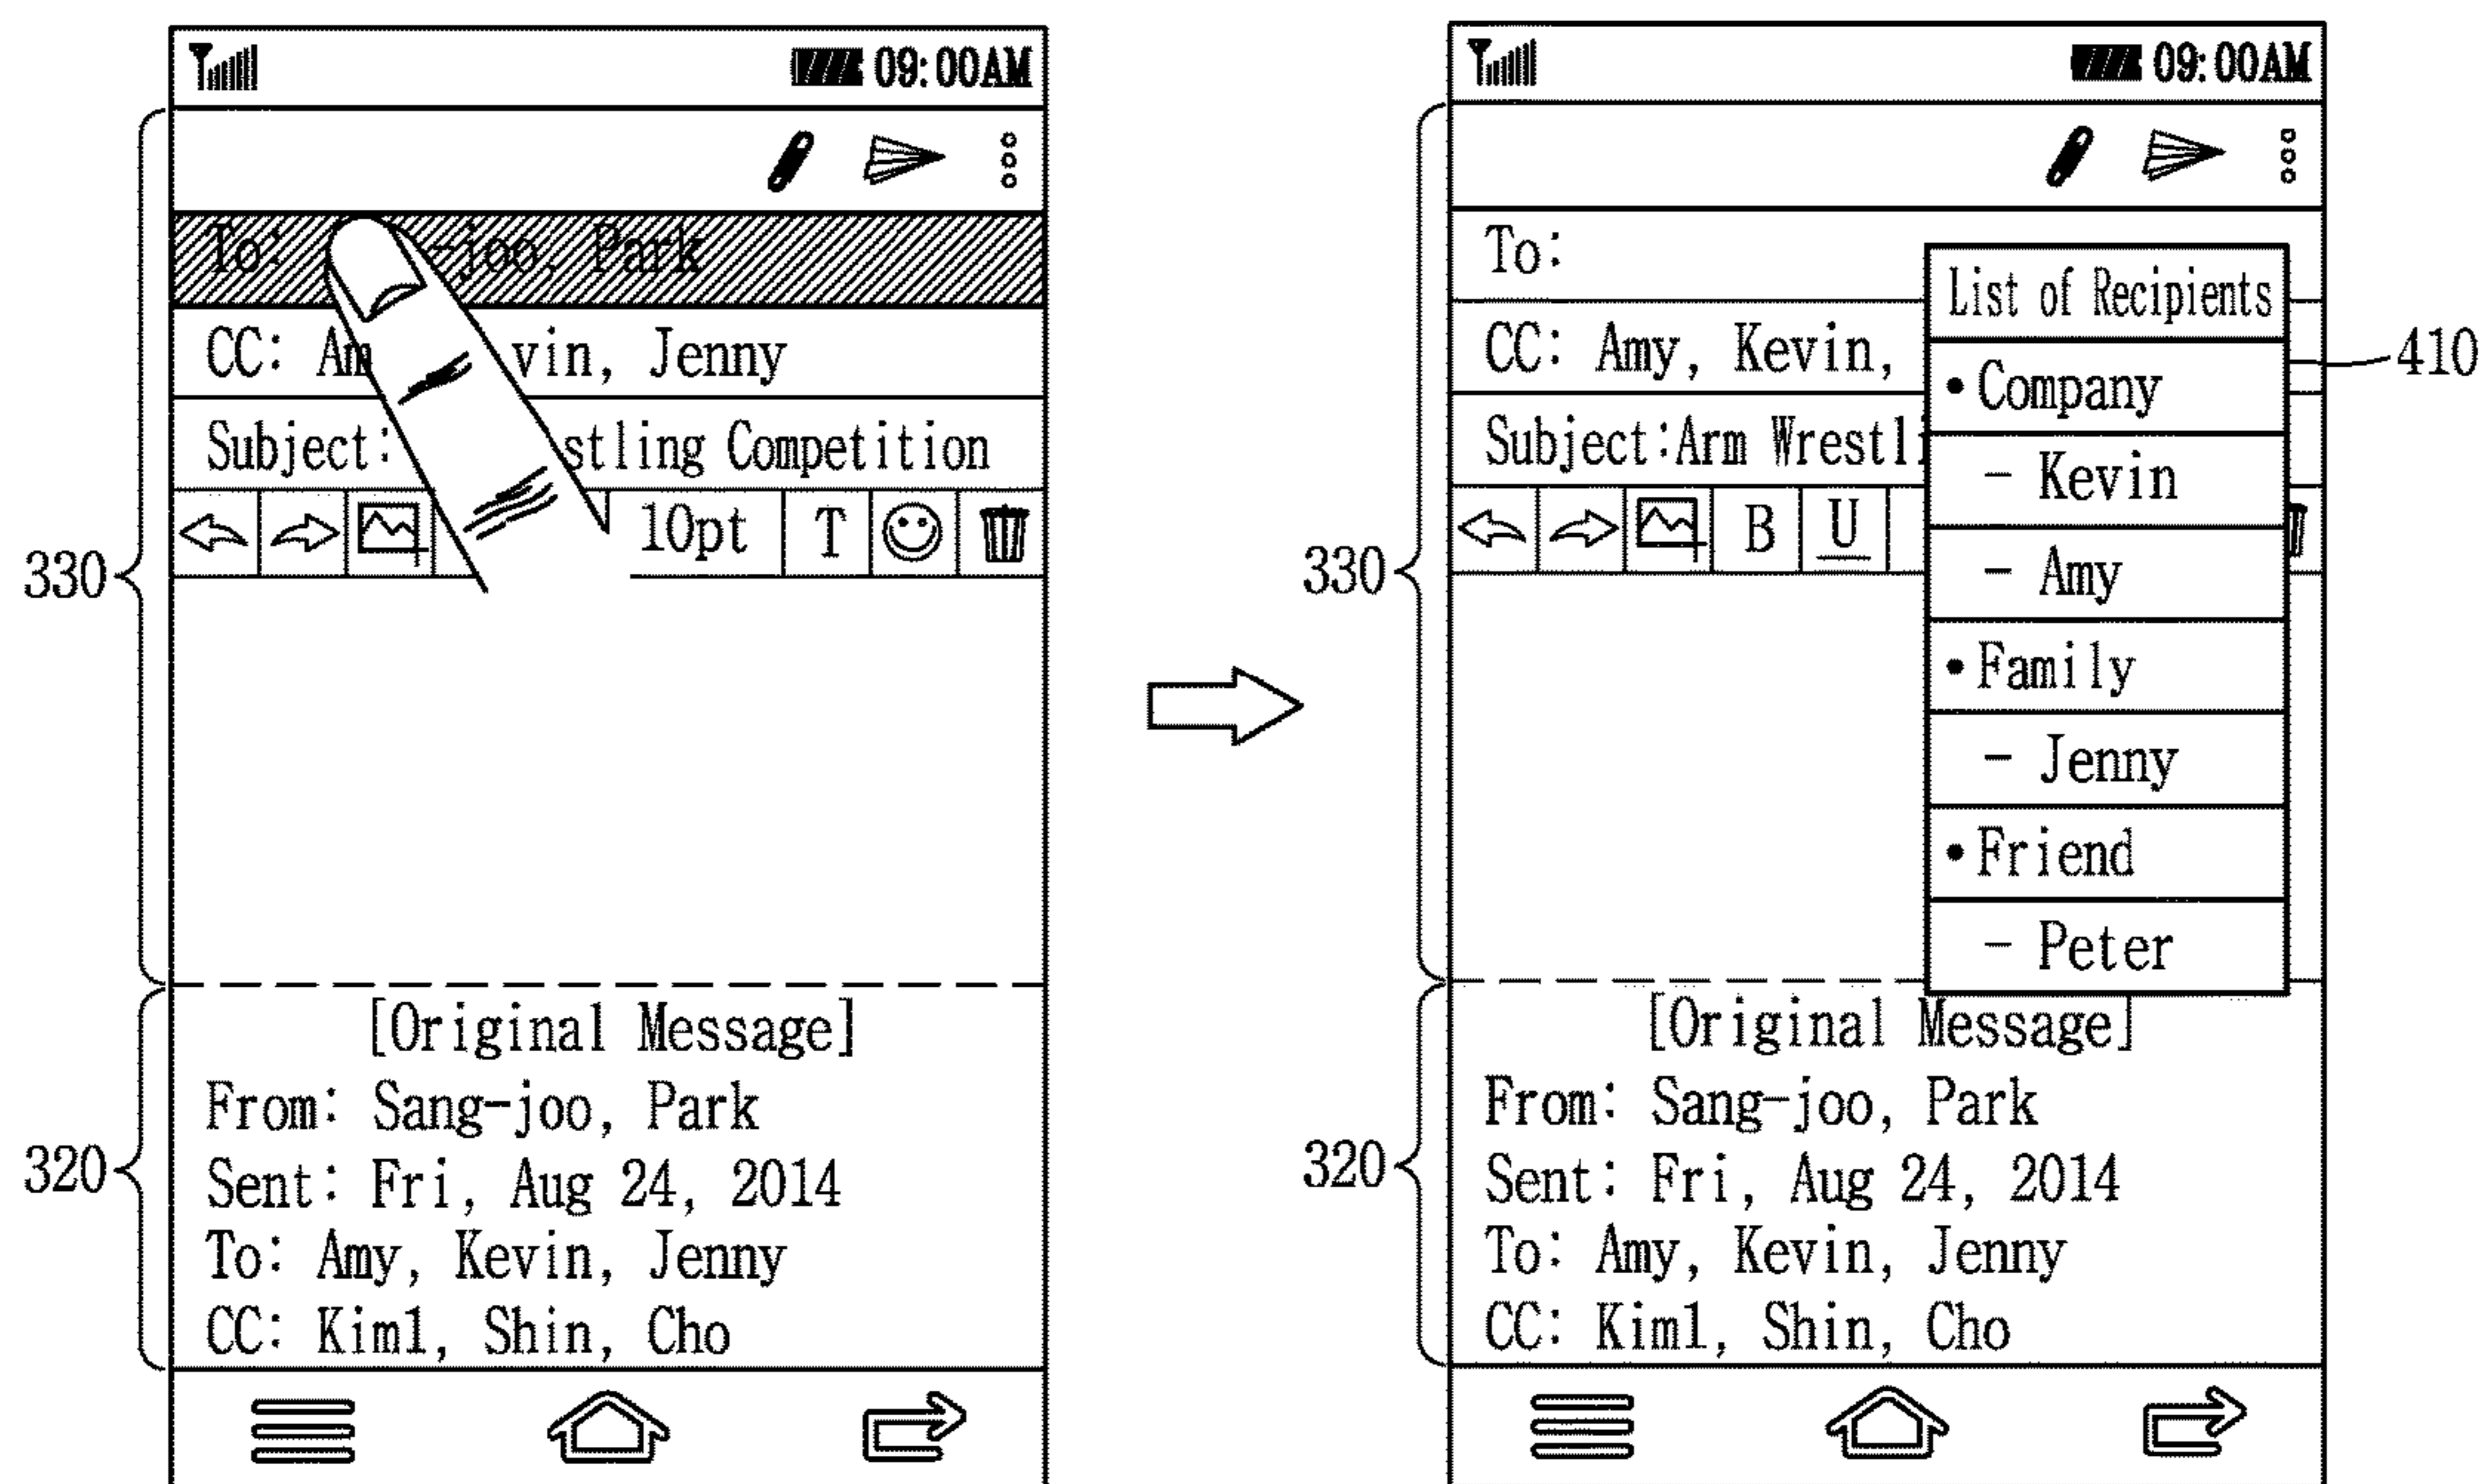 09:00AM
To: -joo, Park
CC: Am vin, Jenny
Subject: stling Competition
10pt T
330
[Original Message]
From: Sang-joo, Park
Sent: Fri, Aug 24, 2014
To: Amy, Kevin, Jenny
CC: Kim1, Shin, Cho
320
09:00AM
To:
CC: Amy, Kevin,
Subject:Arm Wrestli
B U
330
List of Recipients
•Company
- Kevin
- Amy
•Family
- Jenny
•Friend
- Peter
410
[Original Message]
From: Sang-joo, Park
Sent: Fri, Aug 24, 2014
To: Amy, Kevin, Jenny
CC: Kim1, Shin, Cho
320